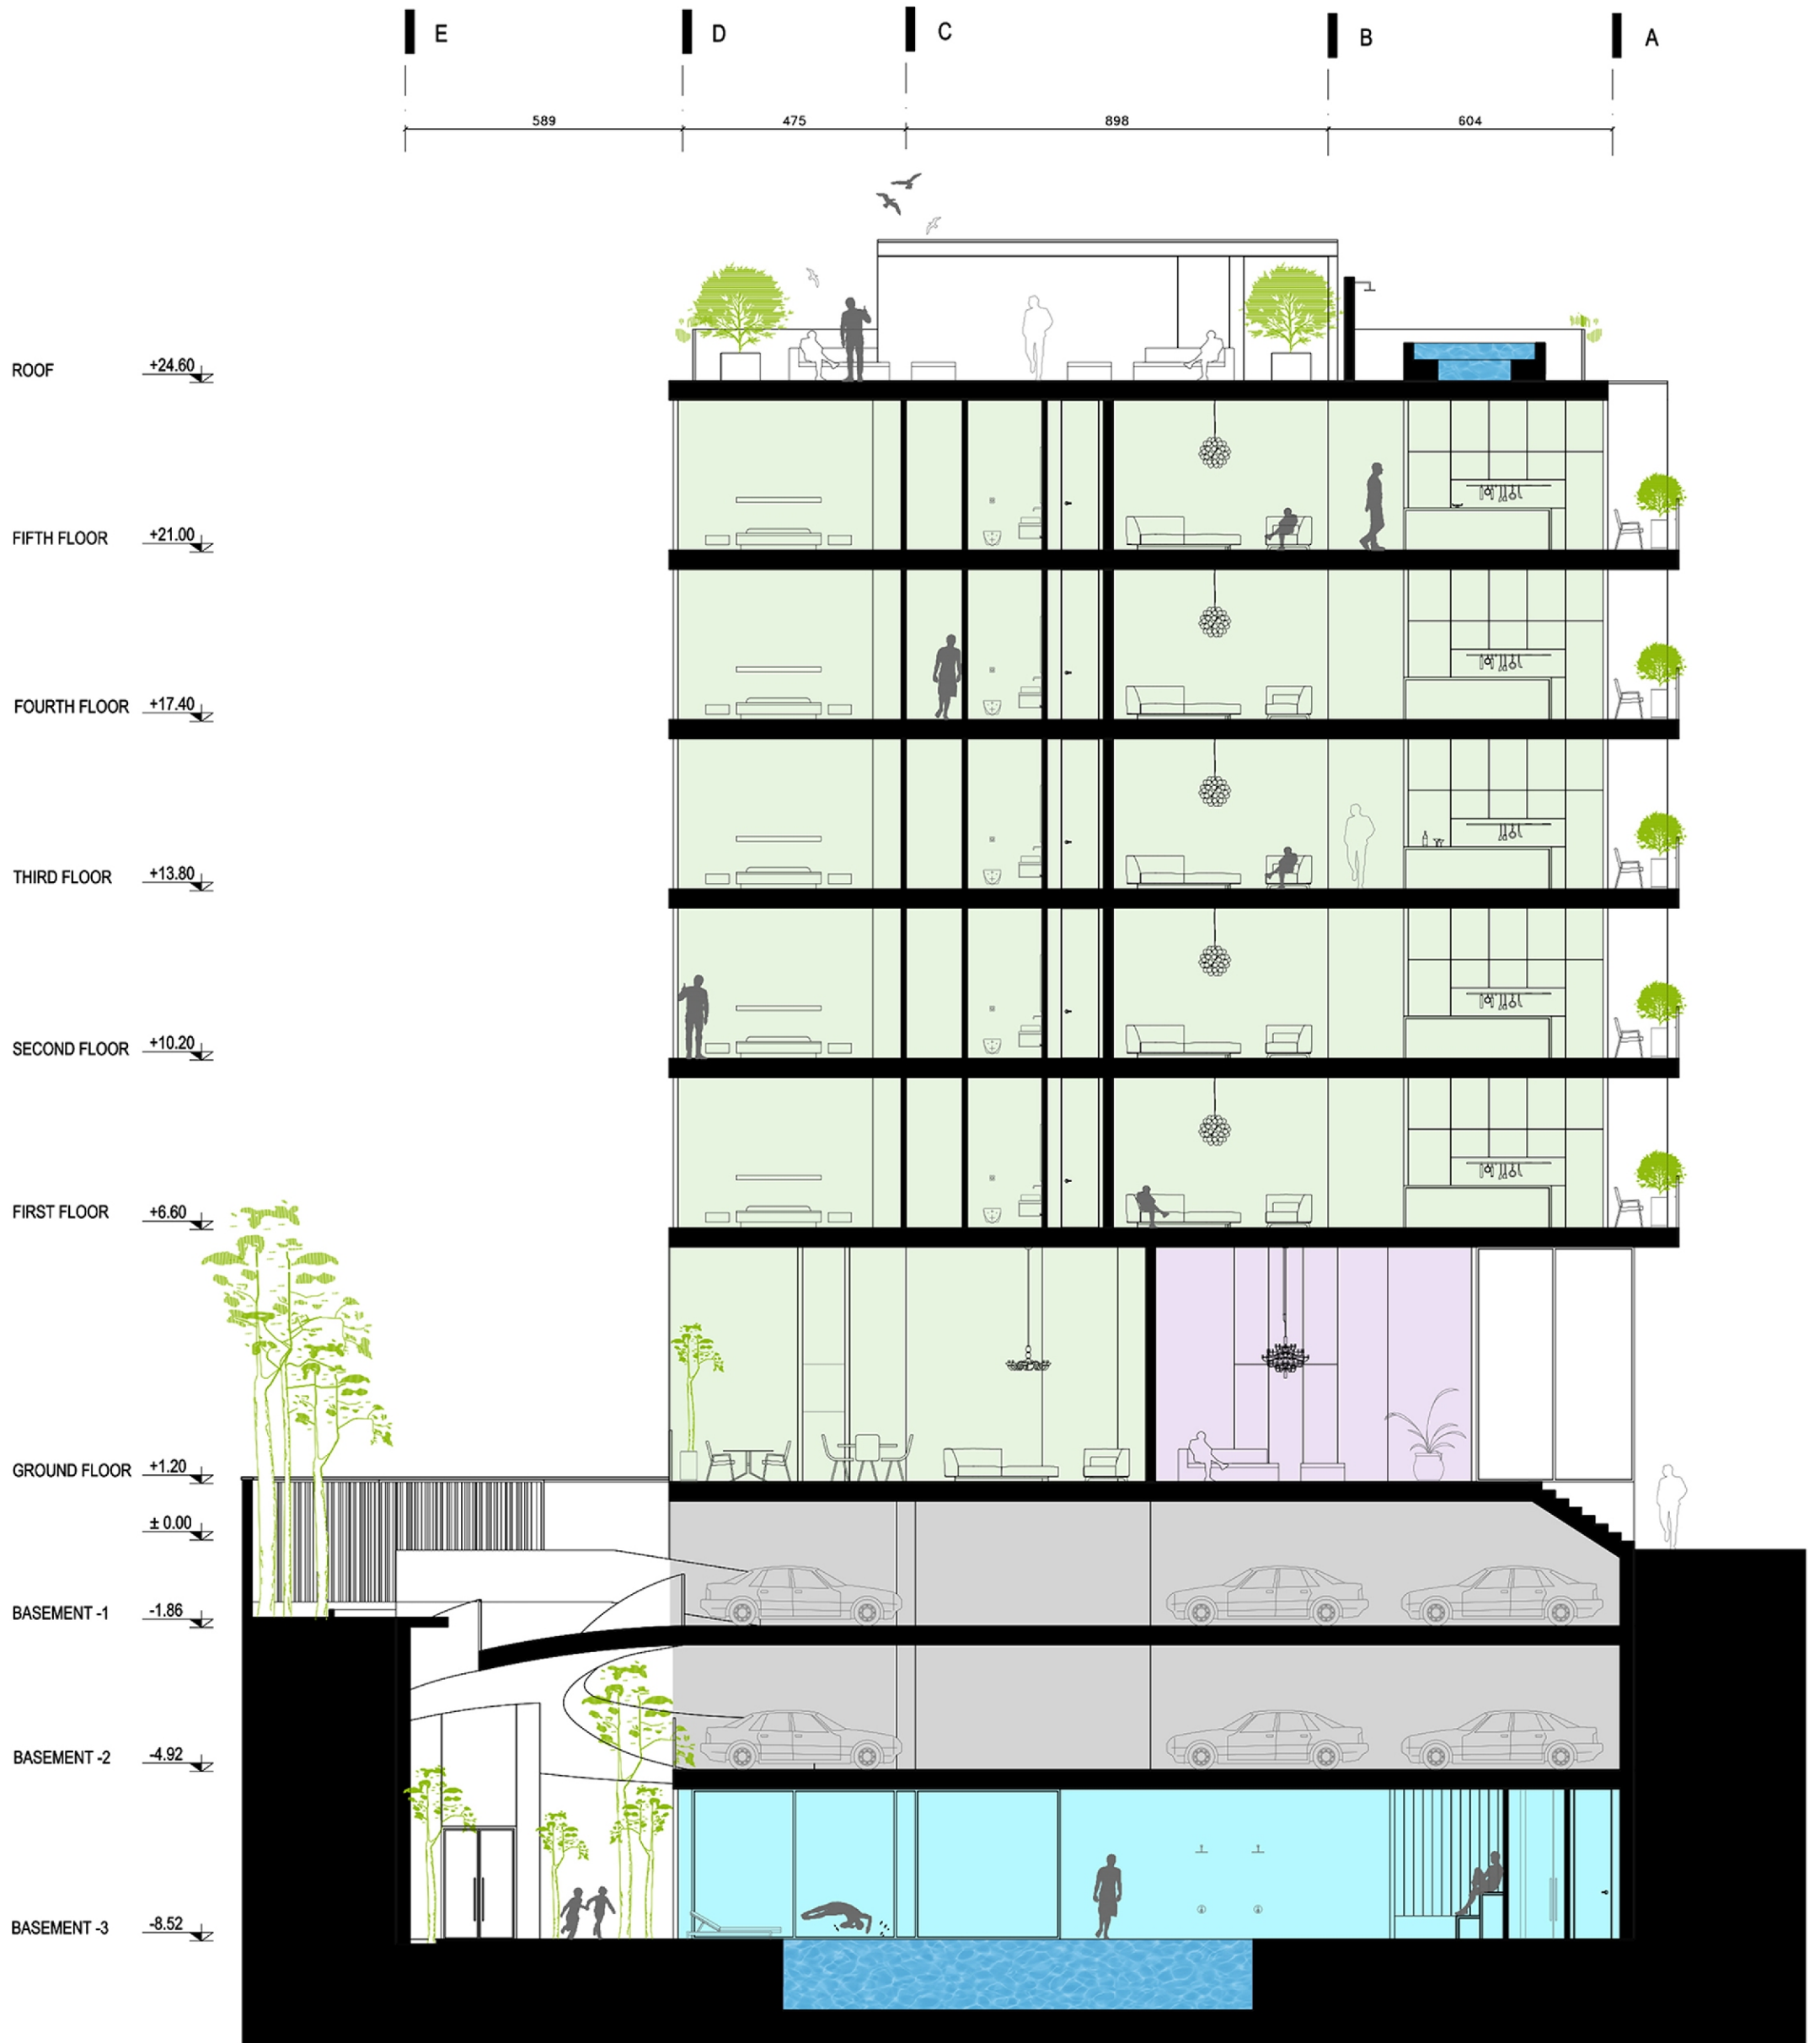 E D C B A
589 475 898 604
ROOF +24.60
FIFTH FLOOR +21.00
FOURTH FLOOR +17.40
THIRD FLOOR +13.80
SECOND FLOOR +10.20
FIRST FLOOR +6.60
GROUND FLOOR +1.20
± 0.00
BASEMENT -1 -1.86
BASEMENT -2 -4.92
BASEMENT -3 -8.52